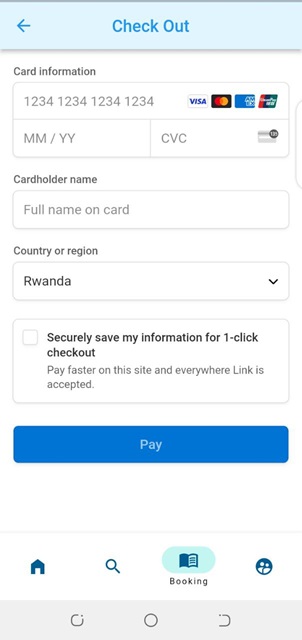 Check Out
Card information
1234 1234 1234 1234 VISA
MM / YY CVC
Cardholder name
Full name on card
Country or region
Rwanda
Securely save my information for 1-click
checkout
Pay faster on this site and everywhere Link is
accepted.
Pay
Booking